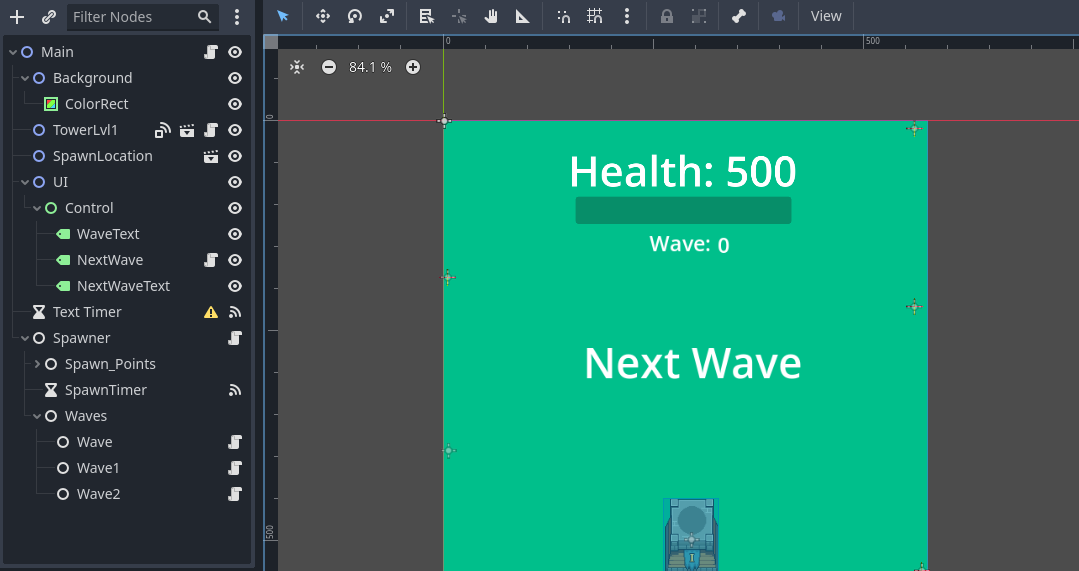 Filter Nodes
View
Main
Background
ColorRect
TowerLvl1
SpawnLocation
UI
Control
WaveText
NextWave
NextWaveText
Text Timer
Spawner
Spawn_Points
SpawnTimer
Waves
Wave
Wave1
Wave2
0
500
84.1 %
0
500
Health: 500
Wave: 0
Next Wave